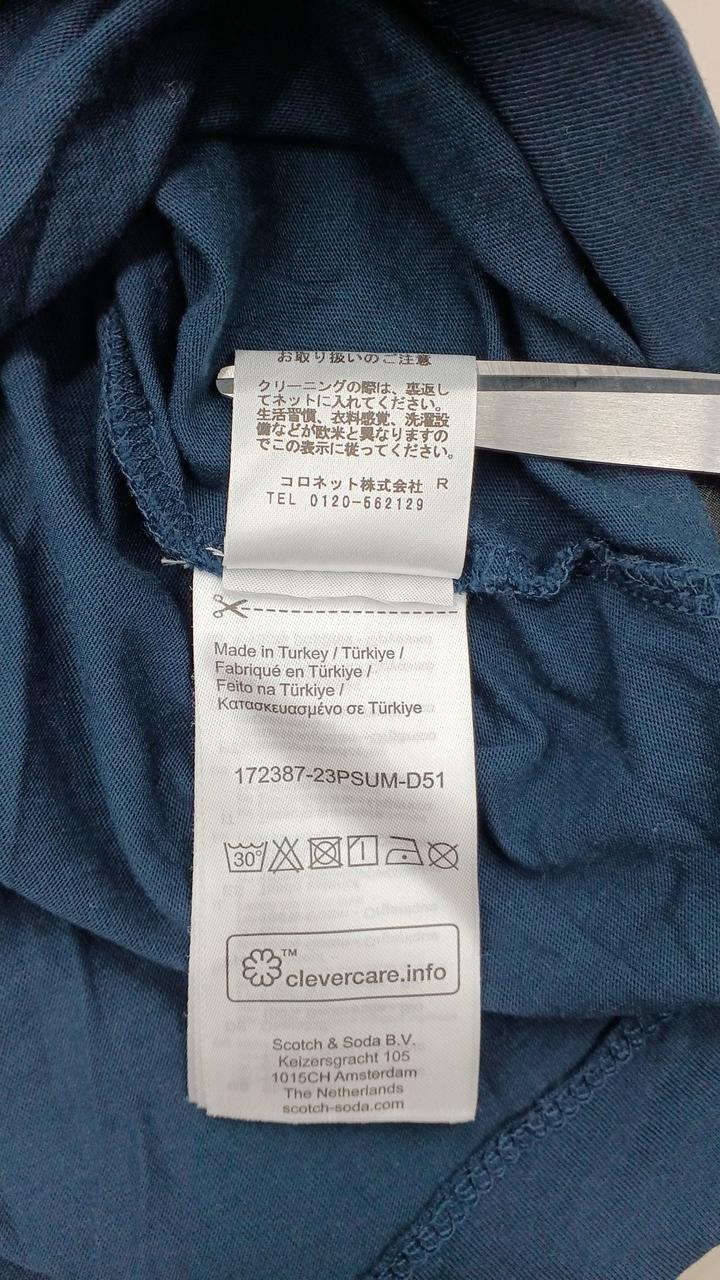 お取り扱いのご注意
クリーニングの際は、裏返し
てネットに入れてください。
生活習慣、衣料感覚、洗濯設
備などが欧米と異なりますの
でこの表示に従ってください。
コロネット株式会社 R
TEL 0120-562129
Made in Turkey / Türkiye /
Fabriqué en Türkiye /
Feito na Türkiye /
Κατασκευασμένο σε Türkiye
172387-23PSUM-D51
30°
TM
clevercare.info
Scotch & Soda B.V.
Keizersgracht 105
1015CH Amsterdam
The Netherlands
scotch-soda.com